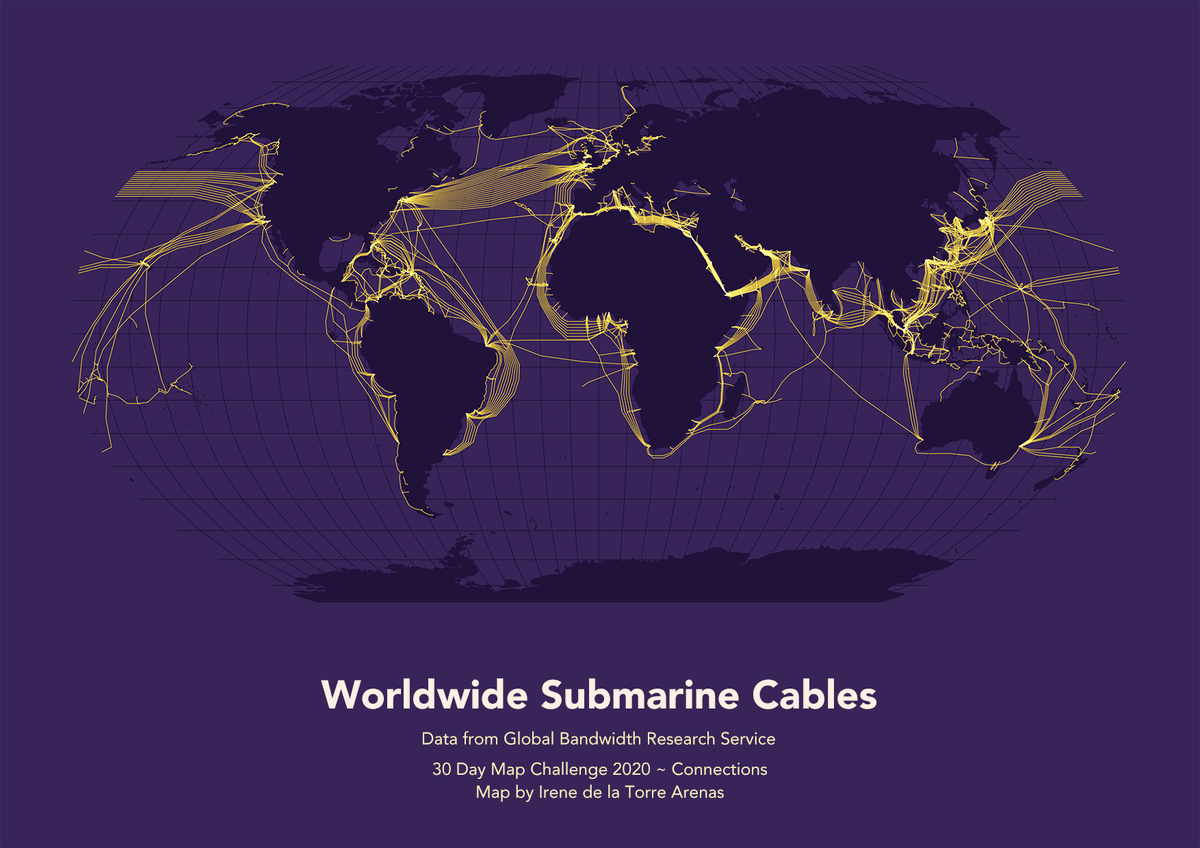 Worldwide Submarine Cables
Data from Global Bandwidth Research Service
30 Day Map Challenge 2020 ~ Connections
Map by Irene de la Torre Arenas